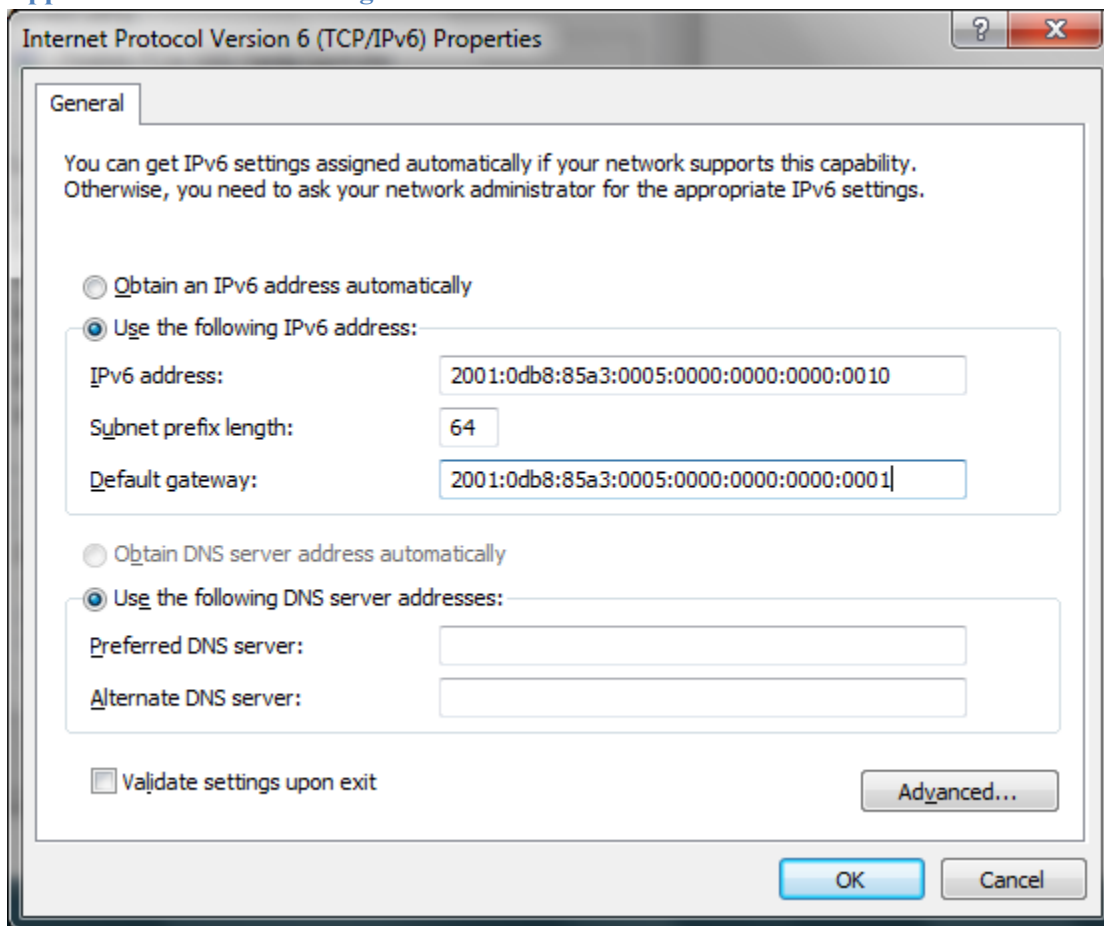 Internet Protocol Version 6 (TCP/IPv6) Properties
General
You can get IPv6 settings assigned automatically if your network supports this capability.
Otherwise, you need to ask your network administrator for the appropriate IPv6 settings.
Obtain an IPv6 address automatically
Use the following IPv6 address:
IPv6 address: 2001:0db8:85a3:0005:0000:0000:0000:0010
Subnet prefix length: 64
Default gateway: 2001:0db8:85a3:0005:0000:0000:0000:0001
Obtain DNS server address automatically
Use the following DNS server addresses:
Preferred DNS server:
Alternate DNS server:
Validate settings upon exit
Advanced...
OK Cancel